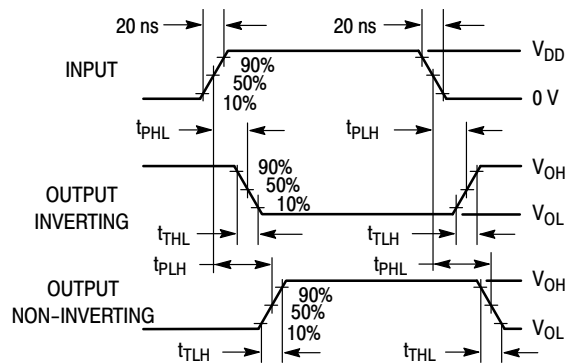 20 ns 20 ns
INPUT
90%
50%
10%
V_DD
0 V
t_PHL t_PLH
OUTPUT
INVERTING
90%
50%
10%
V_OH
V_OL
t_THL t_TLH
t_PLH t_PHL
OUTPUT
NON-INVERTING
90%
50%
10%
V_OH
V_OL
t_TLH t_THL